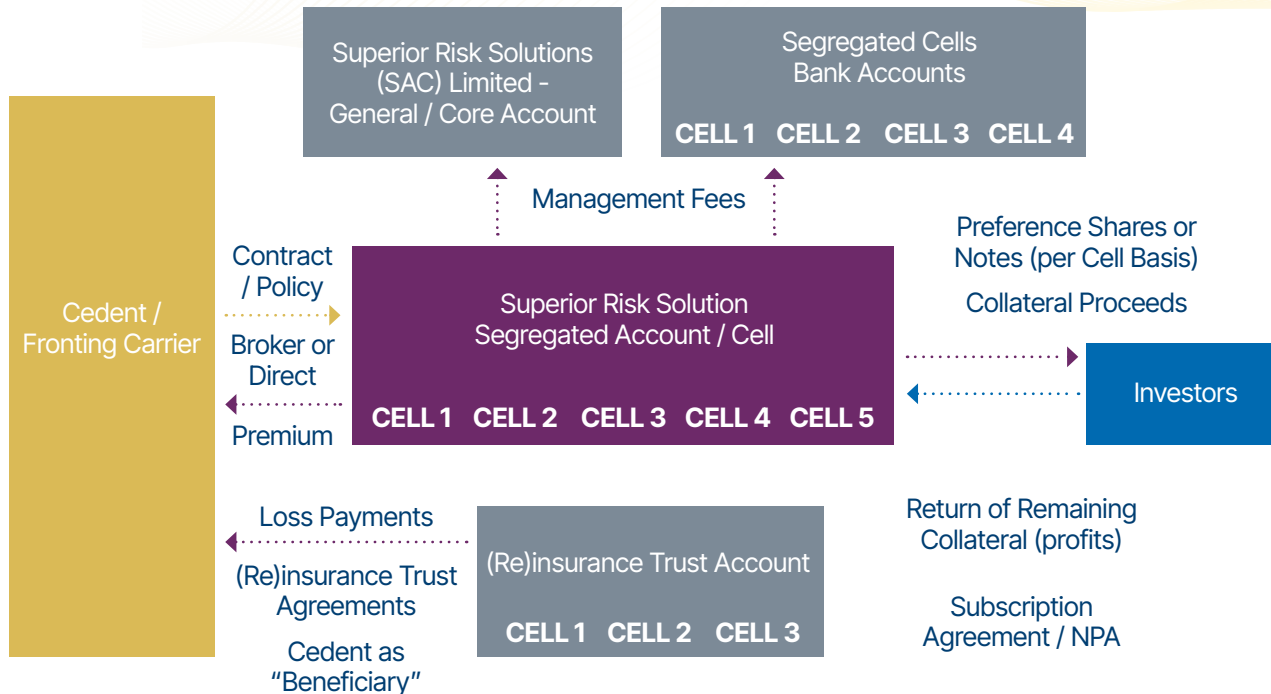 Superior Risk Solutions
(SAC) Limited -
General / Core Account
Segregated Cells
Bank Accounts
CELL 1 CELL 2 CELL 3 CELL 4
Management Fees
Cedent /
Fronting Carrier
Contract
/ Policy
Broker or
Direct
Premium
Superior Risk Solution
Segregated Account / Cell
CELL 1 CELL 2 CELL 3 CELL 4 CELL 5
Preference Shares or
Notes (per Cell Basis)
Collateral Proceeds
Investors
Loss Payments
(Re)insurance Trust
Agreements
Cedent as
“Beneficiary”
(Re)insurance Trust Account
CELL 1 CELL 2 CELL 3
Return of Remaining
Collateral (profits)
Subscription
Agreement / NPA